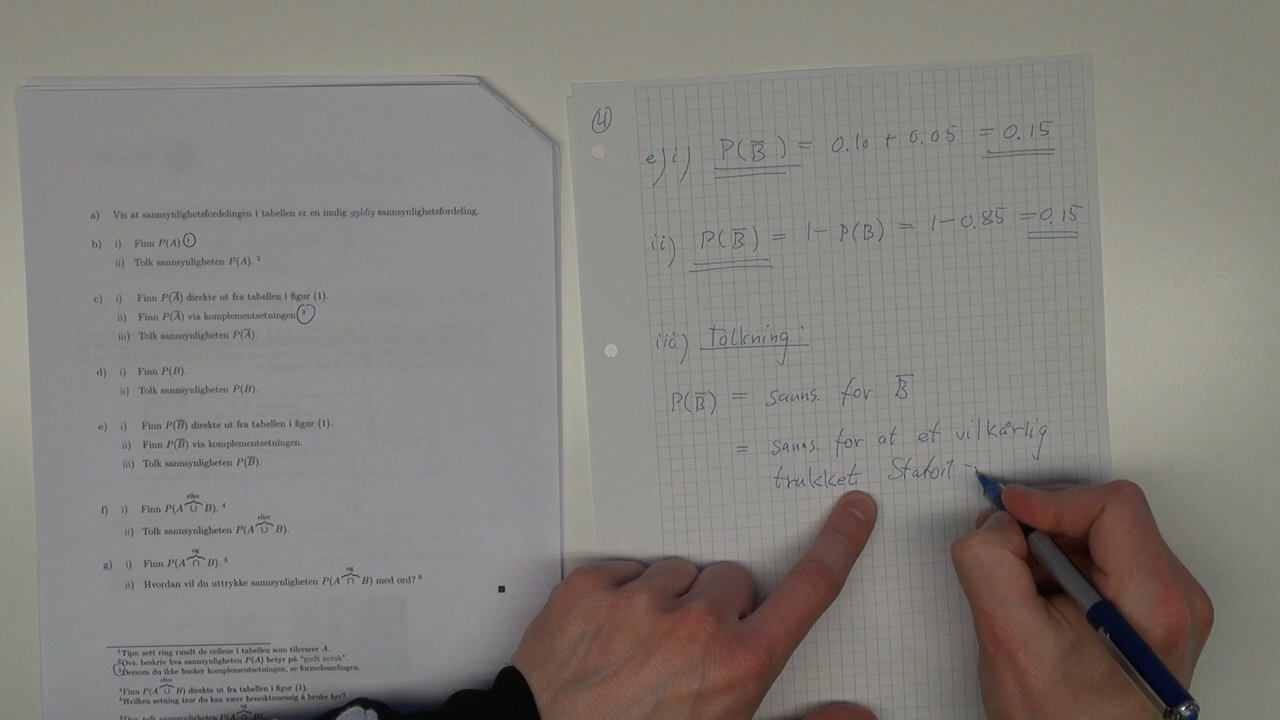 a) Vis at sannsynlighetsfordelingen i tabellen er en mulig gyldig sannsynlighetsfordeling.
b) i) Finn P(A).①
ii) Tolk sannsynligheten P(A). ²
c) i) Finn P(A̅) direkte ut fra tabellen i figur (1).
ii) Finn P(A̅) via komplementsetningen ³
iii) Tolk sannsynligheten P(A̅).
d) i) Finn P(B).
ii) Tolk sannsynligheten P(B).
e) i) Finn P(B̅) direkte ut fra tabellen i figur (1).
ii) Finn P(B̅) via komplementsetningen.
iii) Tolk sannsynligheten P(B̅).
eller
f) i) Finn P(A ∪ B). ⁴
eller
ii) Tolk sannsynligheten P(A ∪ B).
og
g) i) Finn P(A ∩ B). ⁵
og
ii) Hvordan vil du uttrykke sannsynligheten P(A ∩ B) med ord? ⁶
¹Tips: sett ring rundt de cellene i tabellen som tilsvarer A.
²Dvs. beskriv hva sannsynligheten P(A) betyr på "godt norsk".
³Dersom du ikke husker komplementsetningen, se formelsamlingen.
eller
⁴Finn P(A ∪ B) direkte ut fra tabellen i figur (1).
⁵Hvilken setning tror du kan være hensiktsmessig å bruke her?
og
tolk sannsynligheten P(A ∩ B)
④
e) i) P(B̅) = 0.10 + 0.05 = 0.15
ii) P(B̅) = 1 - P(B) = 1 - 0.85 = 0.15
iii) Tolkning:
P(B̅) = sanns. for B̅
= sanns. for at et vilkårlig
trukket Statoil -